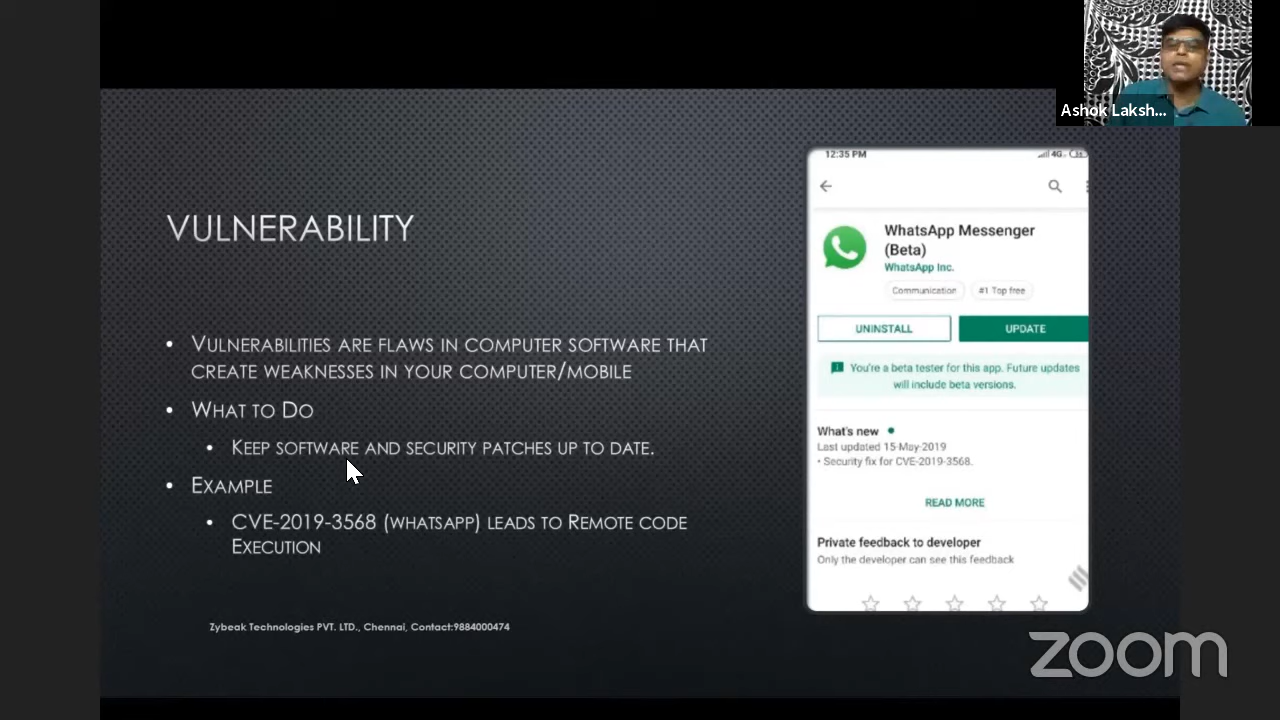 Ashok Laksh...
VULNERABILITY
• VULNERABILITIES ARE FLAWS IN COMPUTER SOFTWARE THAT
CREATE WEAKNESSES IN YOUR COMPUTER/MOBILE
• WHAT TO DO
• KEEP SOFTWARE AND SECURITY PATCHES UP TO DATE.
• EXAMPLE
• CVE-2019-3568 (WHATSAPP) LEADS TO REMOTE CODE
EXECUTION
Zybeak Technologies PVT. LTD., Chennai, Contact:9884000474
12:35 PM 4G
WhatsApp Messenger
(Beta)
WhatsApp Inc.
Communication #1 Top free
UNINSTALL UPDATE
You're a beta tester for this app. Future updates
will include beta versions.
What's new
Last updated 15-May-2019
• Security fix for CVE-2019-3568.
READ MORE
Private feedback to developer
Only the developer can see this feedback
zoom